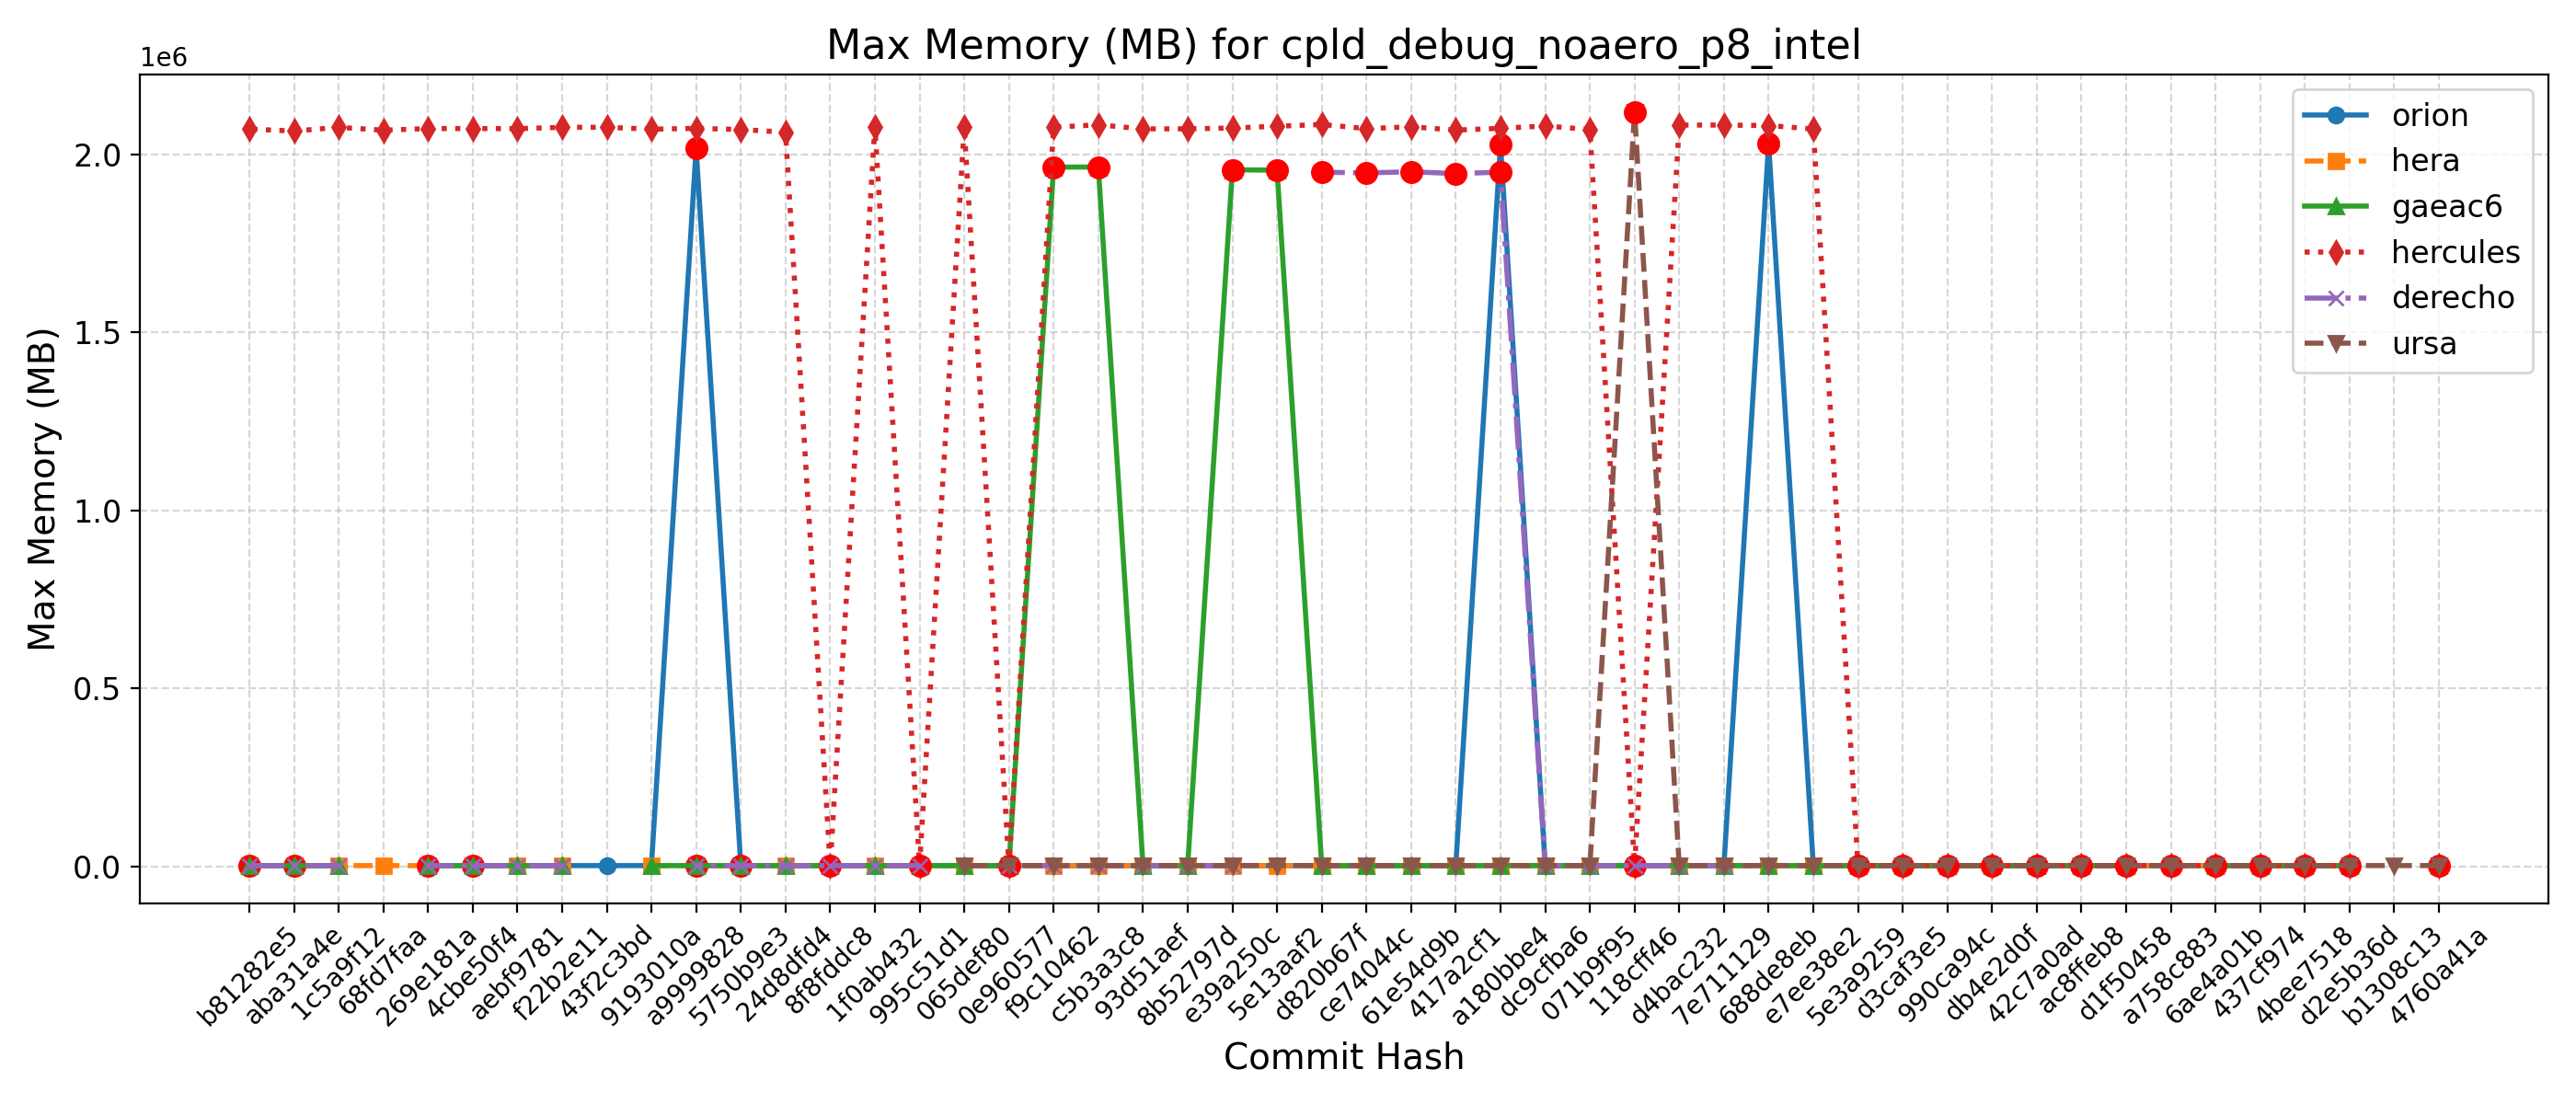 Max Memory (MB) for cpld_debug_noaero_p8_intel
1e6
2.0
1.5
1.0
0.5
0.0
Max Memory (MB)
orion
hera
gaeac6
hercules
derecho
ursa
b81282e5
aba31a4e
1c5a9f12
68fd7faa
269e181a
4cbe50f4
aebf9781
f22b2e11
43f2c3bd
9193010a
a9999828
5750b9e3
24d8dfd4
8f8fddc8
1f0ab432
995c51d1
065def80
0e960577
f9c10462
c5b3a3c8
93d51aef
8b52797d
e39a250c
5e13aaf2
d820b67f
ce74044c
61e54d9b
417a2cf1
a180bbe4
dc9cfba6
071b9f95
118cff46
d4bac232
7e711129
688de8eb
e7ee38e2
5e3a9259
d3caf3e5
990ca94c
db4e2d0f
42c7a0ad
ac8ffeb8
d1f50458
a758c883
6ae4a01b
437cf974
4bee7518
d2e5b36d
b1308c13
4760a41a
Commit Hash